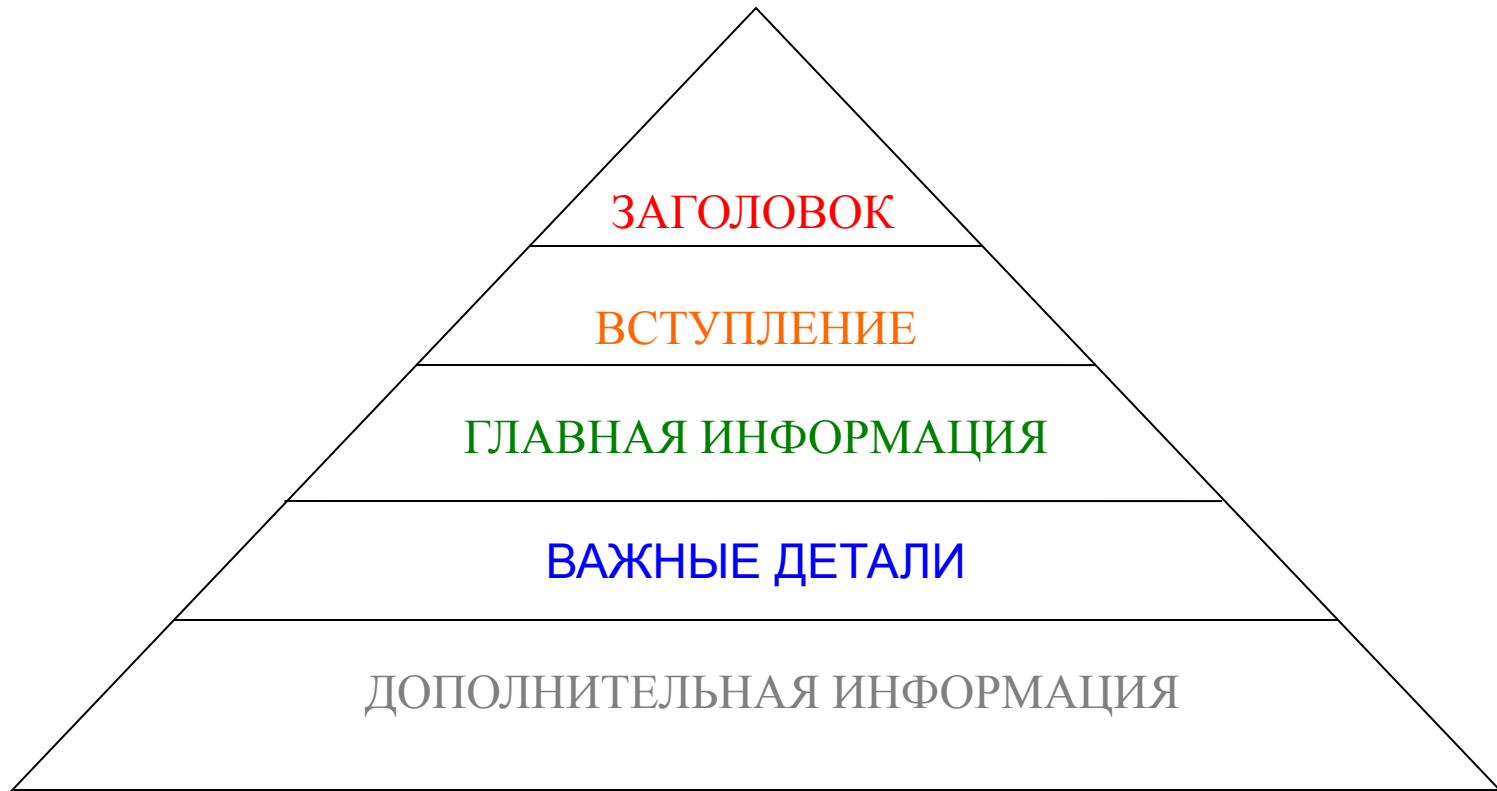 ЗАГОЛОВОК
ВСТУПЛЕНИЕ
ГЛАВНАЯ ИНФОРМАЦИЯ
ВАЖНЫЕ ДЕТАЛИ
ДОПОЛНИТЕЛЬНАЯ ИНФОРМАЦИЯ